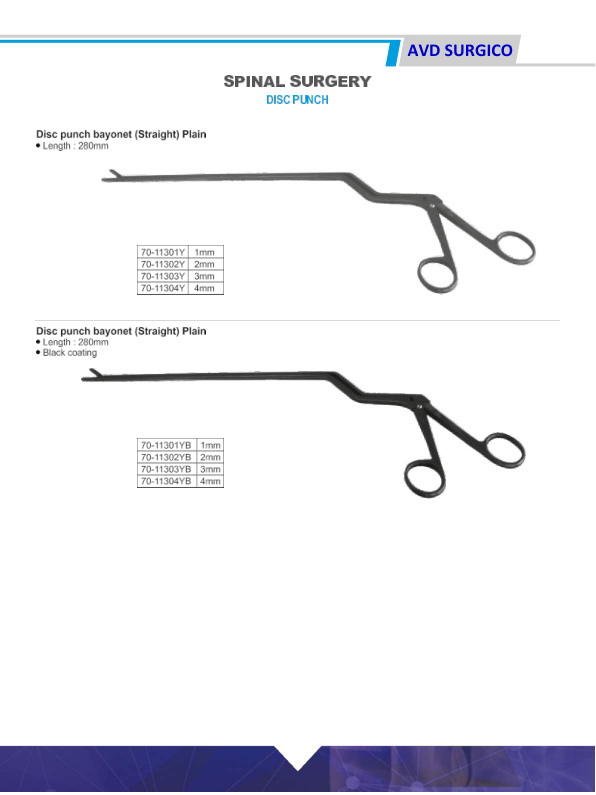 AVD SURGICO
SPINAL SURGERY
DISC PUNCH
Disc punch bayonet (Straight) Plain
• Length : 280mm
70-11301Y 1mm
70-11302Y 2mm
70-11303Y 3mm
70-11304Y 4mm
Disc punch bayonet (Straight) Plain
• Length : 280mm
• Black coating
70-11301YB 1mm
70-11302YB 2mm
70-11303YB 3mm
70-11304YB 4mm